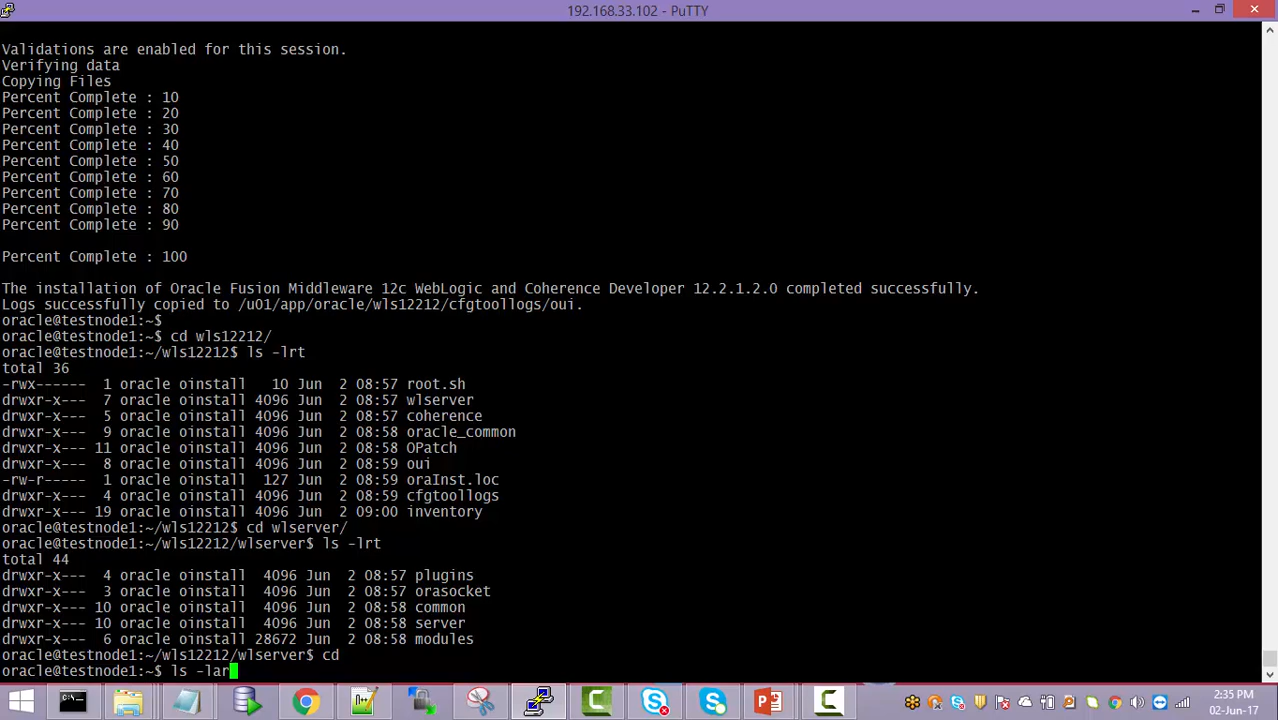 192.168.33.102 - PuTTY
Validations are enabled for this session.
Verifying data
Copying Files
Percent Complete : 10
Percent Complete : 20
Percent Complete : 30
Percent Complete : 40
Percent Complete : 50
Percent Complete : 60
Percent Complete : 70
Percent Complete : 80
Percent Complete : 90
Percent Complete : 100
The installation of Oracle Fusion Middleware 12c WebLogic and Coherence Developer 12.2.1.2.0 completed successfully.
Logs successfully copied to /u01/app/oracle/wls12212/cfgtoollogs/oui.
oracle@testnode1:~$
oracle@testnode1:~$ cd wls12212/
oracle@testnode1:~/wls12212$ ls -lrt
total 36
-rwx------ 1 oracle oinstall 10 Jun 2 08:57 root.sh
drwxr-x--- 7 oracle oinstall 4096 Jun 2 08:57 wlserver
drwxr-x--- 5 oracle oinstall 4096 Jun 2 08:57 coherence
drwxr-x--- 9 oracle oinstall 4096 Jun 2 08:58 oracle_common
drwxr-x--- 11 oracle oinstall 4096 Jun 2 08:58 OPatch
drwxr-x--- 8 oracle oinstall 4096 Jun 2 08:59 oui
-rw-r----- 1 oracle oinstall 127 Jun 2 08:59 oraInst.loc
drwxr-x--- 4 oracle oinstall 4096 Jun 2 08:59 cfgtoollogs
drwxr-x--- 19 oracle oinstall 4096 Jun 2 09:00 inventory
oracle@testnode1:~/wls12212$ cd wlserver/
oracle@testnode1:~/wls12212/wlserver$ ls -lrt
total 44
drwxr-x--- 4 oracle oinstall 4096 Jun 2 08:57 plugins
drwxr-x--- 3 oracle oinstall 4096 Jun 2 08:57 orasocket
drwxr-x--- 10 oracle oinstall 4096 Jun 2 08:58 common
drwxr-x--- 10 oracle oinstall 4096 Jun 2 08:58 server
drwxr-x--- 6 oracle oinstall 28672 Jun 2 08:58 modules
oracle@testnode1:~/wls12212/wlserver$ cd
oracle@testnode1:~$ ls -lar
2:35 PM
02-Jun-17